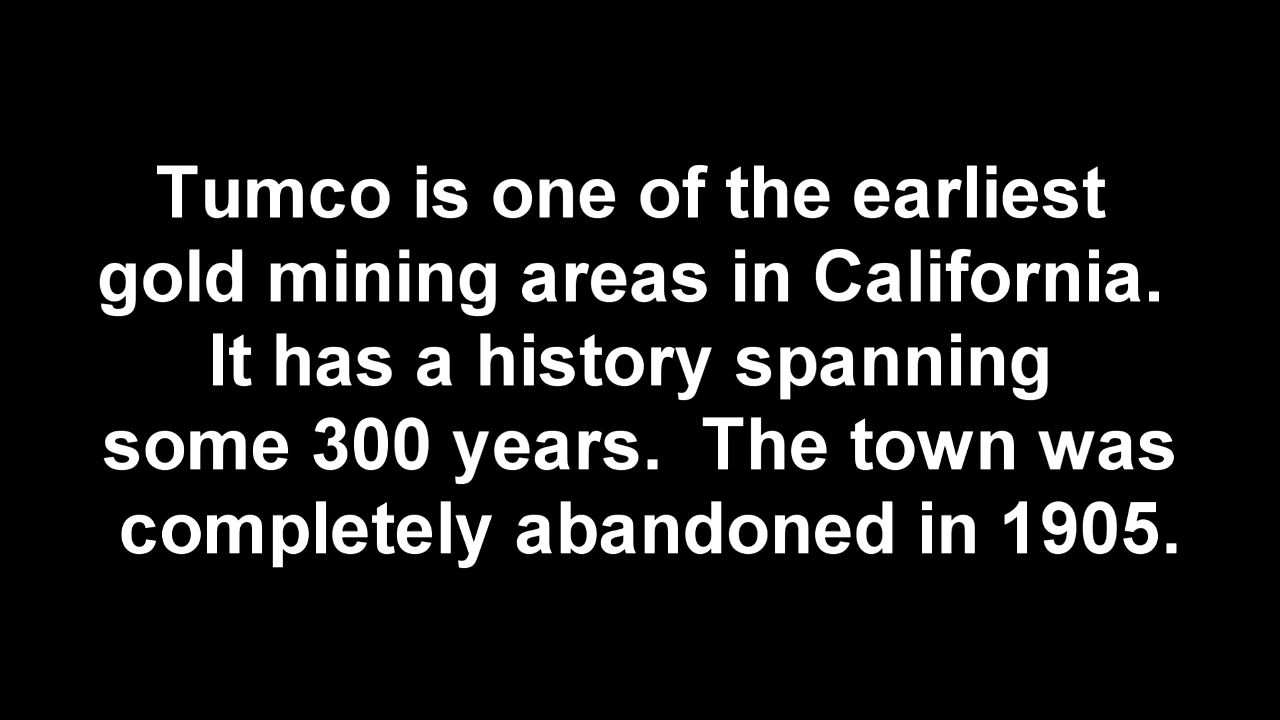 Tumco is one of the earliest
gold mining areas in California.
It has a history spanning
some 300 years.  The town was
completely abandoned in 1905.